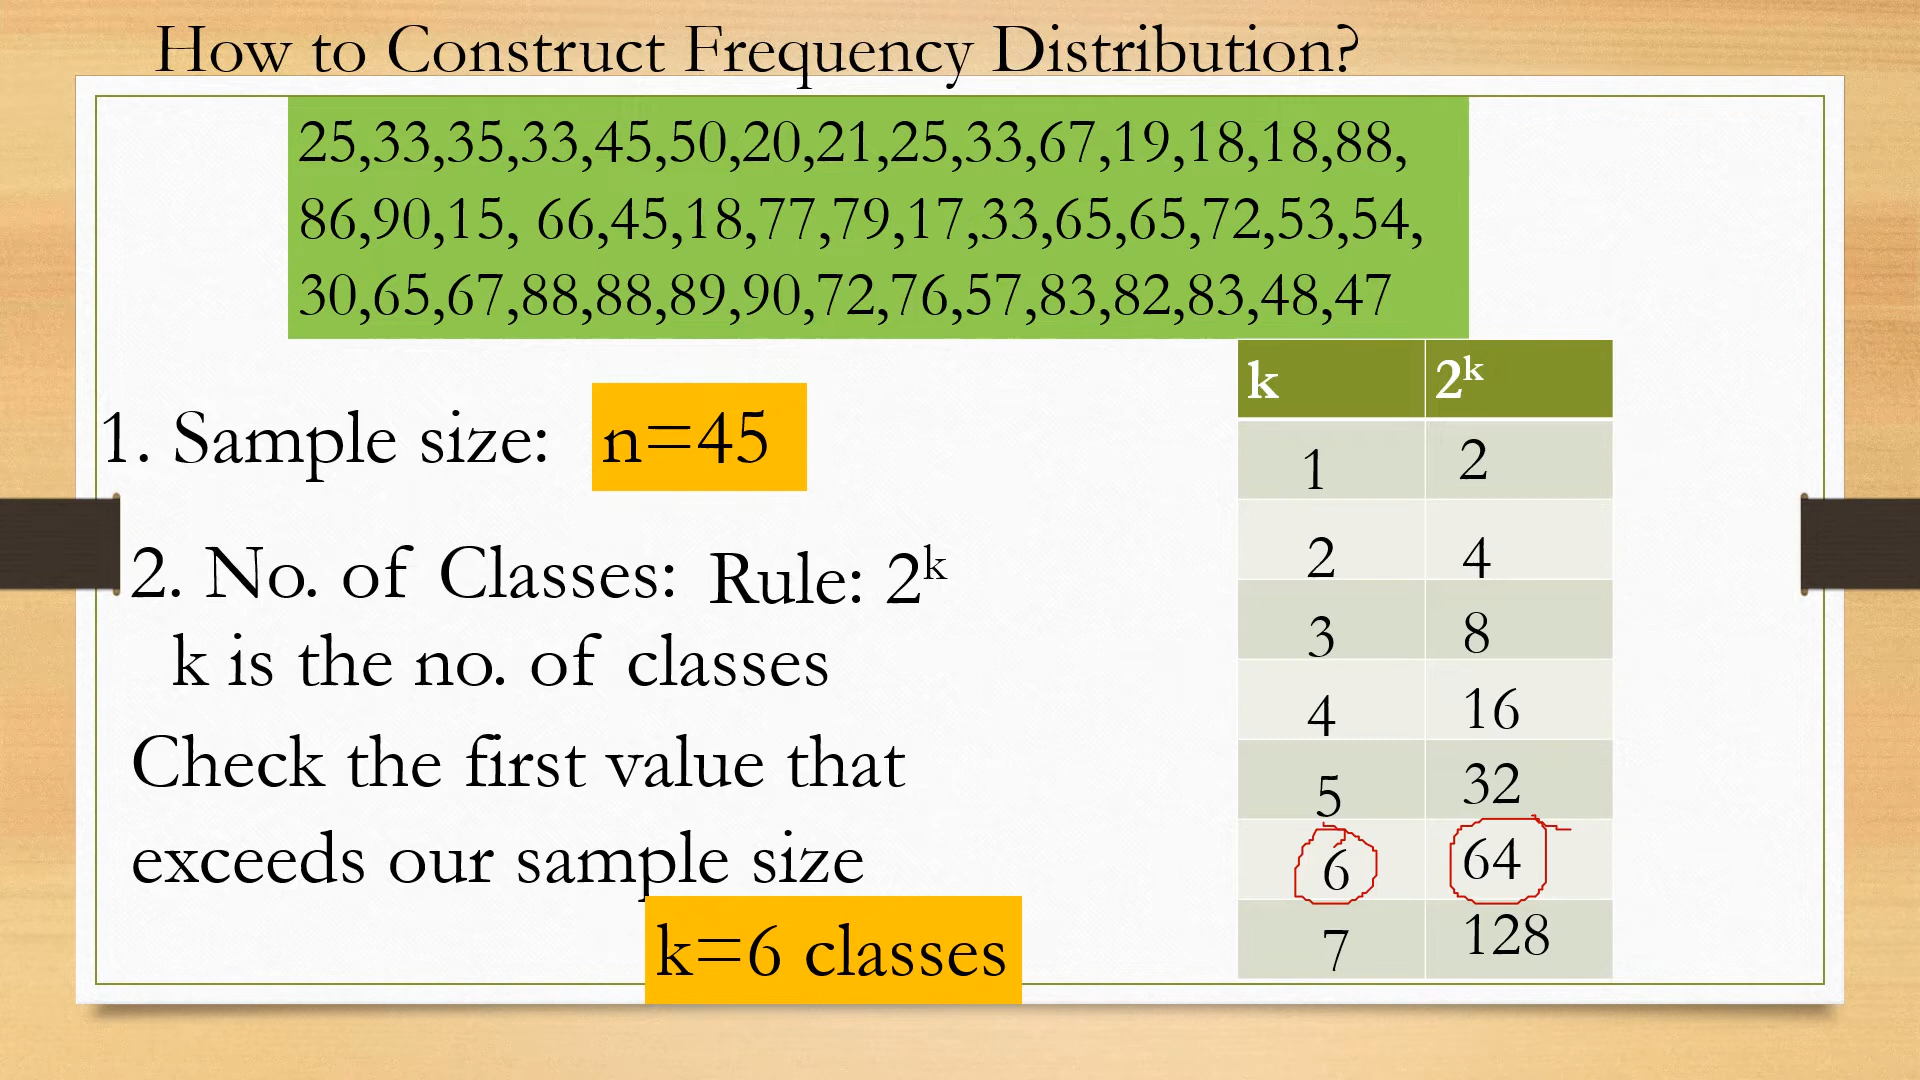 How to Construct Frequency Distribution?
25,33,35,33,45,50,20,21,25,33,67,19,18,18,88,
86,90,15, 66,45,18,77,79,17,33,65,65,72,53,54,
30,65,67,88,88,89,90,72,76,57,83,82,83,48,47
1. Sample size: n=45
2. No. of Classes: Rule: 2ᵏ
k is the no. of classes
Check the first value that
exceeds our sample size
k=6 classes
k 2ᵏ
1 2
2 4
3 8
4 16
5 32
6 64
7 128